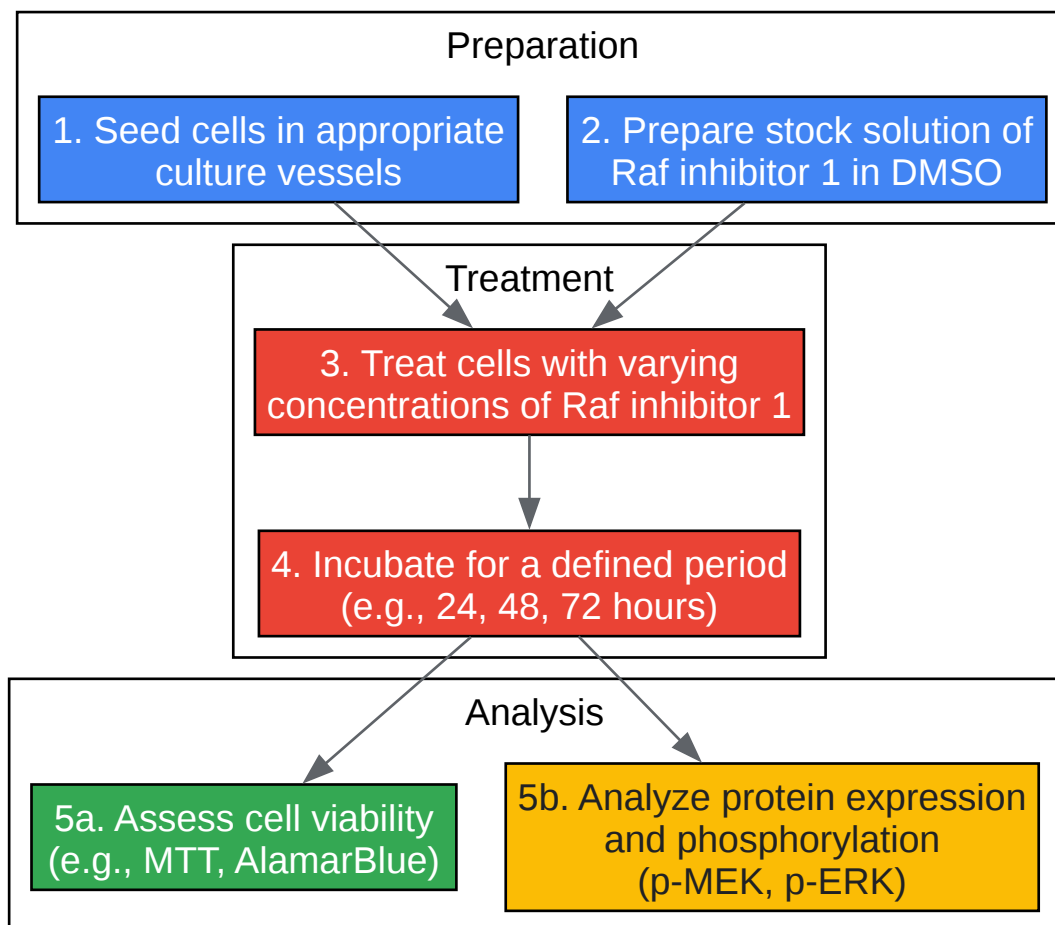 Preparation
1. Seed cells in appropriate
culture vessels
2. Prepare stock solution of
Raf inhibitor 1 in DMSO
Treatment
3. Treat cells with varying
concentrations of Raf inhibitor 1
4. Incubate for a defined period
(e.g., 24, 48, 72 hours)
Analysis
5a. Assess cell viability
(e.g., MTT, AlamarBlue)
5b. Analyze protein expression
and phosphorylation
(p-MEK, p-ERK)